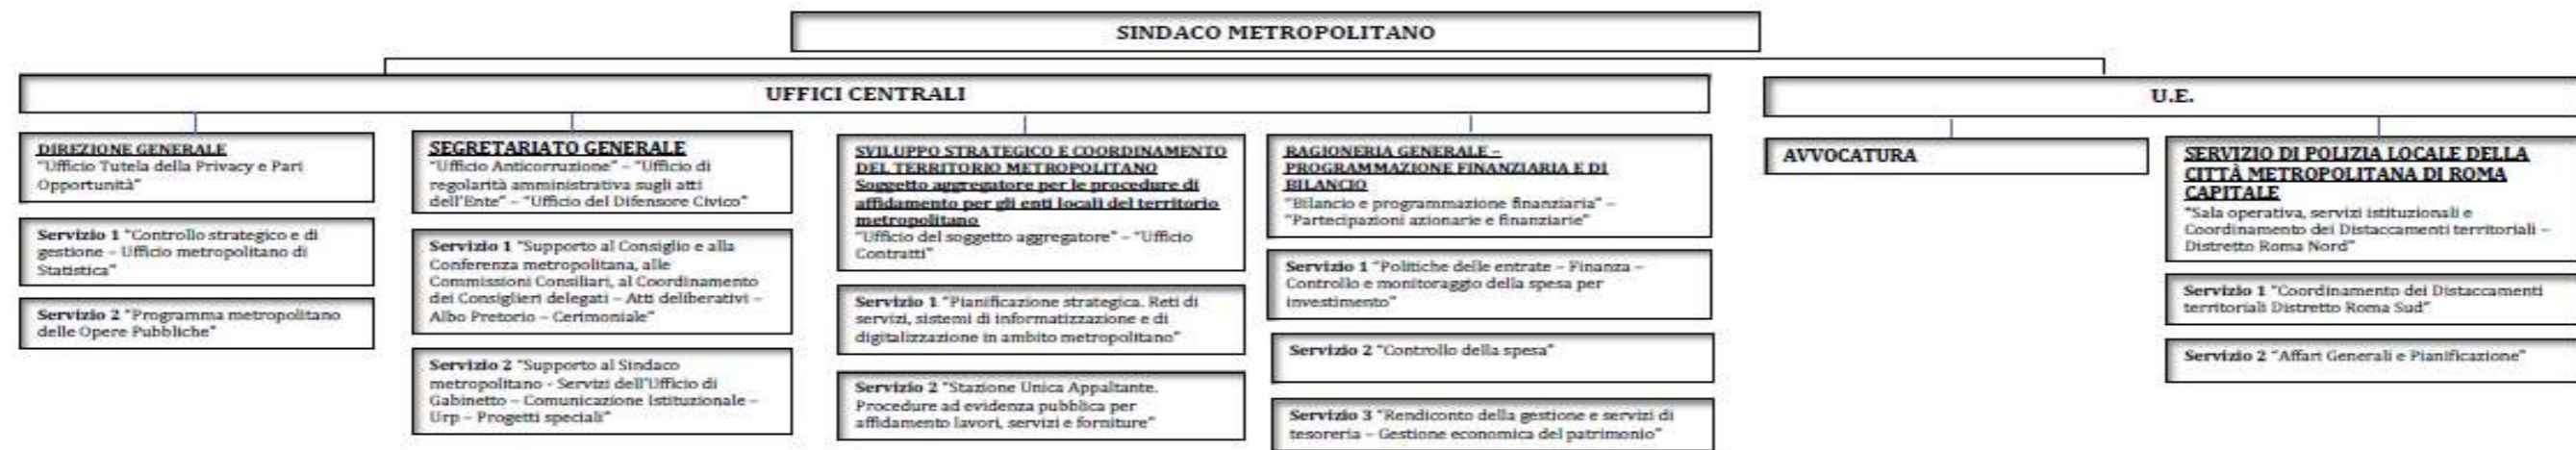 SINDACO METROPOLITANO
UFFICI CENTRALI
DIREZIONE GENERALE
"Ufficio Tutela della Privacy e Pari
Opportunità"
Servizio 1 "Controllo strategico e di
gestione – Ufficio metropolitano di
Statistica"
Servizio 2 "Programma metropolitano
delle Opere Pubbliche"
SEGRETARIATO GENERALE
"Ufficio Anticorruzione" – "Ufficio di
regolarità amministrativa sugli atti
dell'Ente" – "Ufficio del Difensore Civico"
Servizio 1 "Supporto al Consiglio e alla
Conferenza metropolitana, alle
Commissioni Consiliari, al Coordinamento
dei Consiglieri delegati – Atti deliberativi –
Albo Pretorio – Cerimoniale"
Servizio 2 "Supporto al Sindaco
metropolitano - Servizi dell'Ufficio di
Gabinetto – Comunicazione Istituzionale –
Urp – Progetti speciali"
SVILUPPO STRATEGICO E COORDINAMENTO
DEL TERRITORIO METROPOLITANO
Soggetto aggregatore per le procedure di
affidamento per gli enti locali del territorio
metropolitano
"Ufficio del soggetto aggregatore" – "Ufficio
Contratti"
Servizio 1 "Pianificazione strategica. Reti di
servizi, sistemi di informatizzazione e di
digitalizzazione in ambito metropolitano"
Servizio 2 "Stazione Unica Appaltante.
Procedure ad evidenza pubblica per
affidamento lavori, servizi e forniture"
RAGIONERIA GENERALE –
PROGRAMMAZIONE FINANZIARIA E DI
BILANCIO
"Bilancio e programmazione finanziaria" –
"Partecipazioni azionarie e finanziarie"
Servizio 1 "Politiche delle entrate – Finanza –
Controllo e monitoraggio della spesa per
investimento"
Servizio 2 "Controllo della spesa"
Servizio 3 "Rendiconto della gestione e servizi di
tesoreria – Gestione economica del patrimonio"
U.E.
AVVOCATURA
SERVIZIO DI POLIZIA LOCALE DELLA
CITTÀ METROPOLITANA DI ROMA
CAPITALE
"Sala operativa, servizi istituzionali e
Coordinamento dei Distaccamenti territoriali –
Distretto Roma Nord"
Servizio 1 "Coordinamento dei Distaccamenti
territoriali Distretto Roma Sud"
Servizio 2 "Affari Generali e Pianificazione"